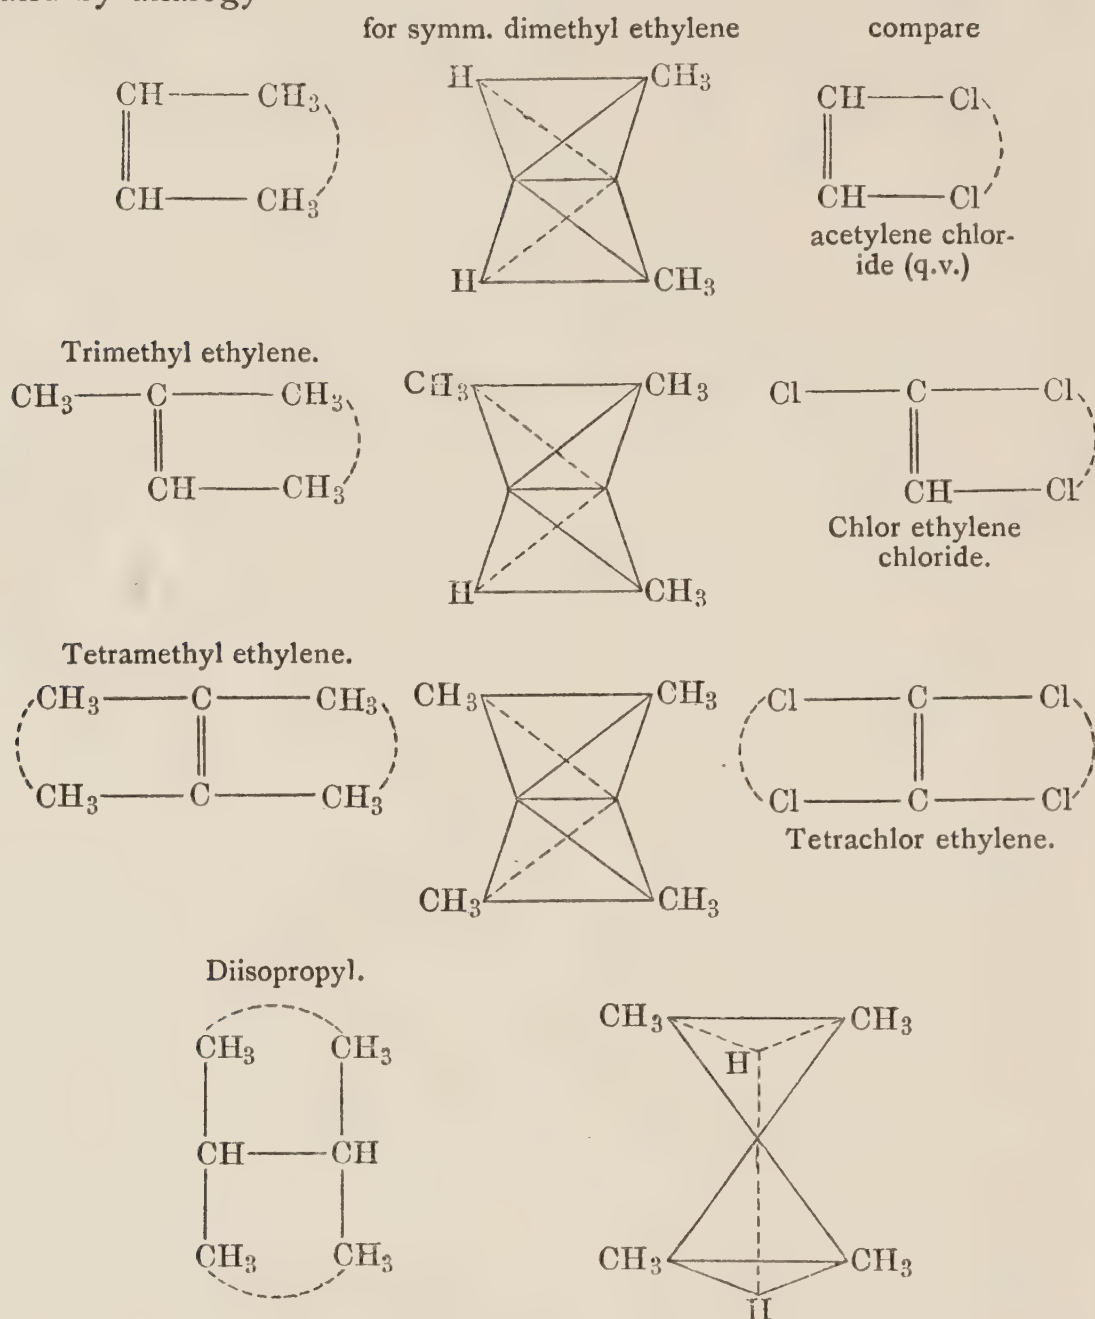 for symm. dimethyl ethylene compare
CH CH₃ H CH₃ CH Cl
CH CH₃ H CH₃ CH Cl
acetylene chlor-
ide (q.v.)
Trimethyl ethylene.
CH₃ C CH₃ CH₃ CH₃ Cl C Cl
CH CH₃ H CH₃ CH Cl
Chlor ethylene
chloride.
Tetramethyl ethylene.
CH₃ C CH₃ CH₃ CH₃ Cl C Cl
CH₃ C CH₃ CH₃ CH₃ Cl C Cl
Tetrachlor ethylene.
Diisopropyl.
CH₃ CH₃ CH₃ CH₃
H
CH CH
CH₃ CH₃ CH₃ CH₃
H